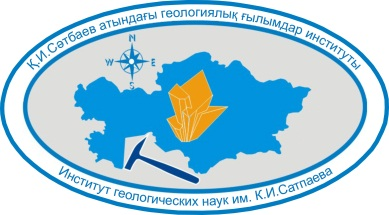 Қ.И.Сәтбаев атындағы геологиялық ғылымдар институты
N
W E
S
Институт геологических наук им. К.И.Сатпаева